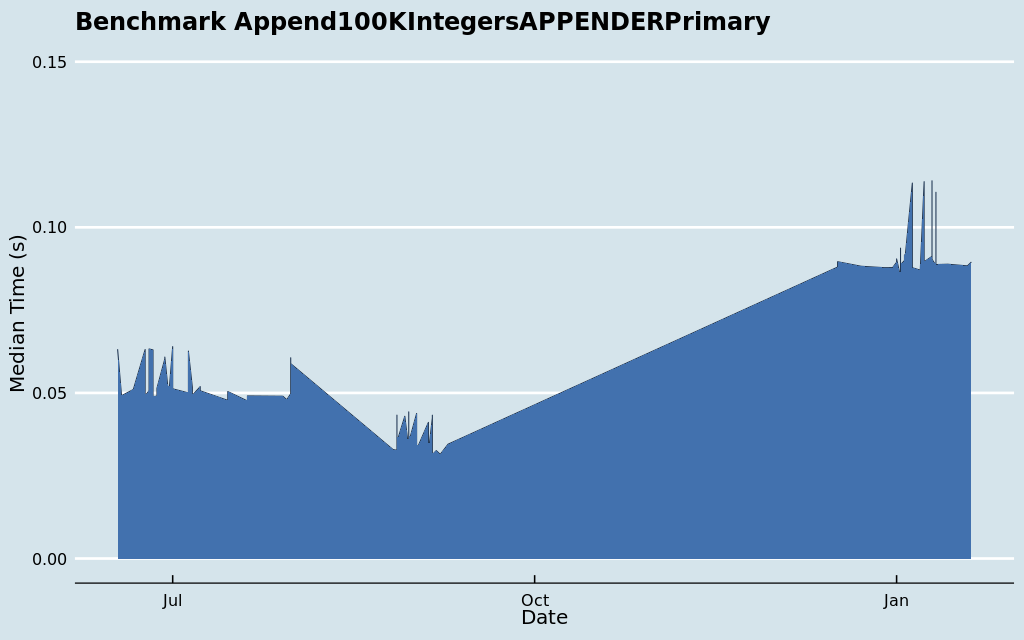 Benchmark Append100KIntegersAPPENDERPrimary
0.15
0.10
0.05
0.00
Median Time (s)
Jul
Oct
Jan
Date